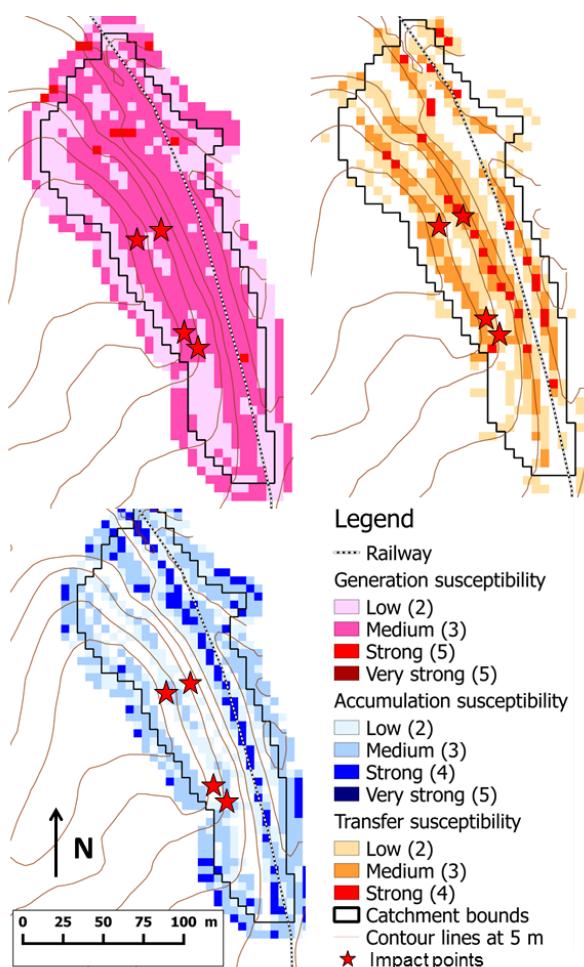 Legend
Railway
Generation susceptibility
Low (2)
Medium (3)
Strong (5)
Very strong (5)
Accumulation susceptibility
Low (2)
Medium (3)
Strong (4)
Very strong (5)
Transfer susceptibility
Low (2)
Medium (3)
Strong (4)
Catchment bounds
Contour lines at 5 m
Impact points
N
0 25 50 75 100 m